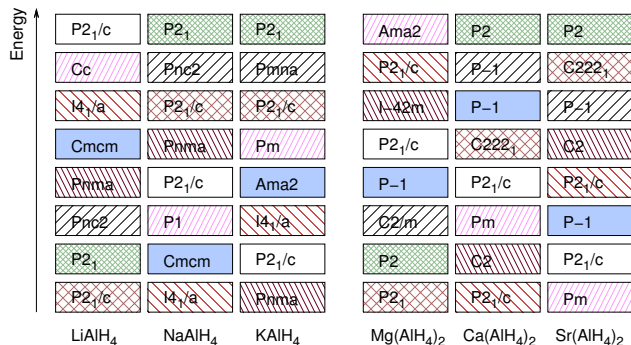 Energy
P2₁/c P2₁ P2₁ Ama2 P2 P2
Cc Pnc2 Pmna P2₁/c P−1 C222₁
I4₁/a P2₁/c P2₁/c I−42m P−1 P−1
Cmcm Pnma Pm P2₁/c C222₁ C2
Pnma P2₁/c Ama2 P−1 P2₁/c P2₁/c
Pnc2 P1 I4₁/a C2/m Pm P−1
P2₁ Cmcm P2₁/c P2 C2 P2₁/c
P2₁/c I4₁/a Pnma P2₁ P2₁/c Pm
LiAlH₄ NaAlH₄ KAlH₄ Mg(AlH₄)₂ Ca(AlH₄)₂ Sr(AlH₄)₂